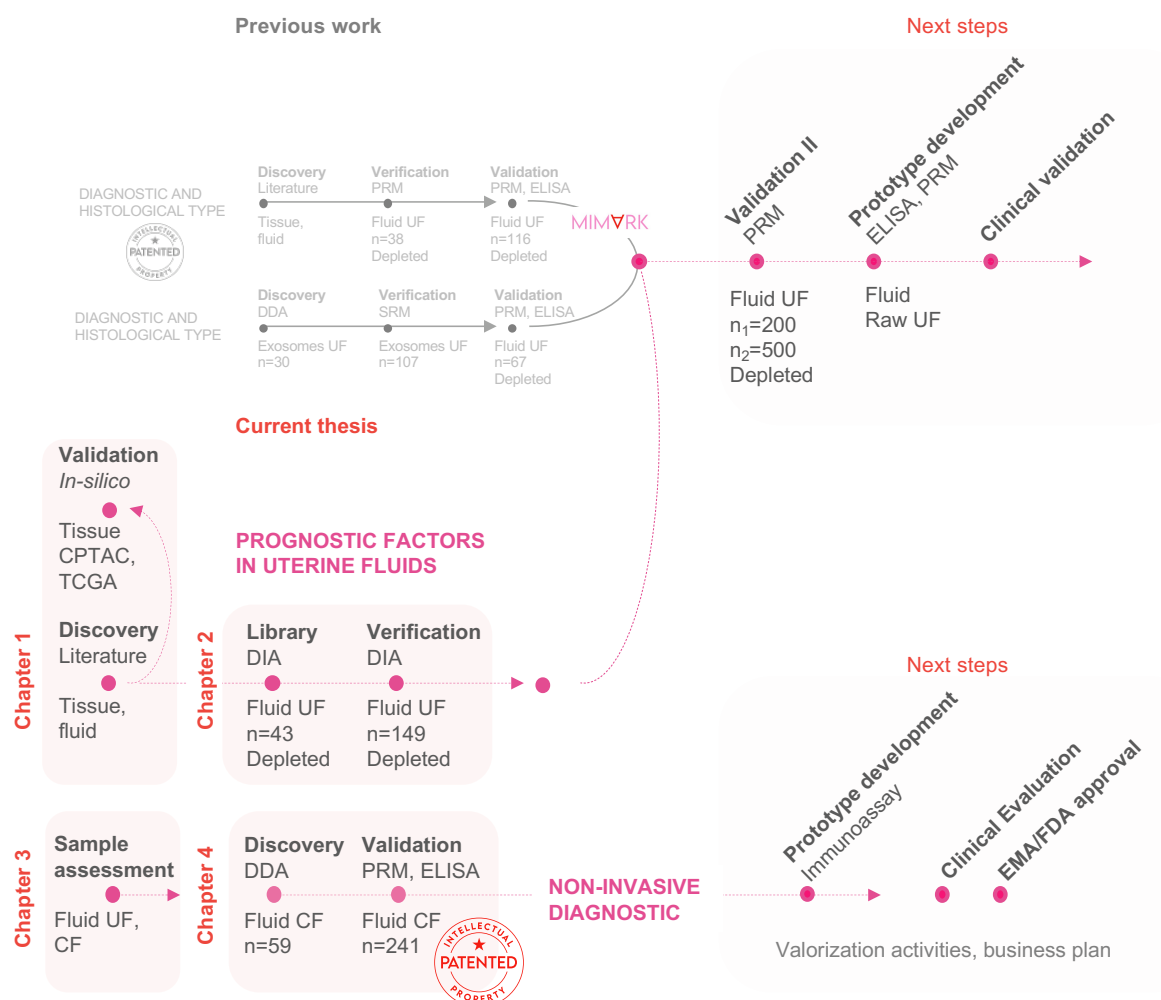 Previous work
Next steps
DIAGNOSTIC AND
HISTOLOGICAL TYPE
INTELLECTUAL
PATENTED
PROPERTY
Discovery
Literature
Tissue,
fluid
Verification
PRM
Fluid UF
n=38
Depleted
Validation
PRM, ELISA
Fluid UF
n=116
Depleted
MIM∀RK
DIAGNOSTIC AND
HISTOLOGICAL TYPE
Discovery
DDA
Exosomes UF
n=30
Verification
SRM
Exosomes UF
n=107
Validation
PRM, ELISA
Fluid UF
n=67
Depleted
Validation II
PRM
Fluid UF
n₁=200
n₂=500
Depleted
Prototype development
ELISA, PRM
Fluid
Raw UF
Clinical validation
Current thesis
Chapter 1
Validation
In-silico
Tissue
CPTAC,
TCGA
Discovery
Literature
Tissue,
fluid
PROGNOSTIC FACTORS
IN UTERINE FLUIDS
Chapter 2
Library
DIA
Fluid UF
n=43
Depleted
Verification
DIA
Fluid UF
n=149
Depleted
Chapter 3
Sample
assessment
Fluid UF,
CF
Chapter 4
Discovery
DDA
Fluid CF
n=59
Validation
PRM, ELISA
Fluid CF
n=241
INTELLECTUAL
PATENTED
PROPERTY
NON-INVASIVE
DIAGNOSTIC
Next steps
Prototype development
Immunoassay
Clinical Evaluation
EMA/FDA approval
Valorization activities, business plan